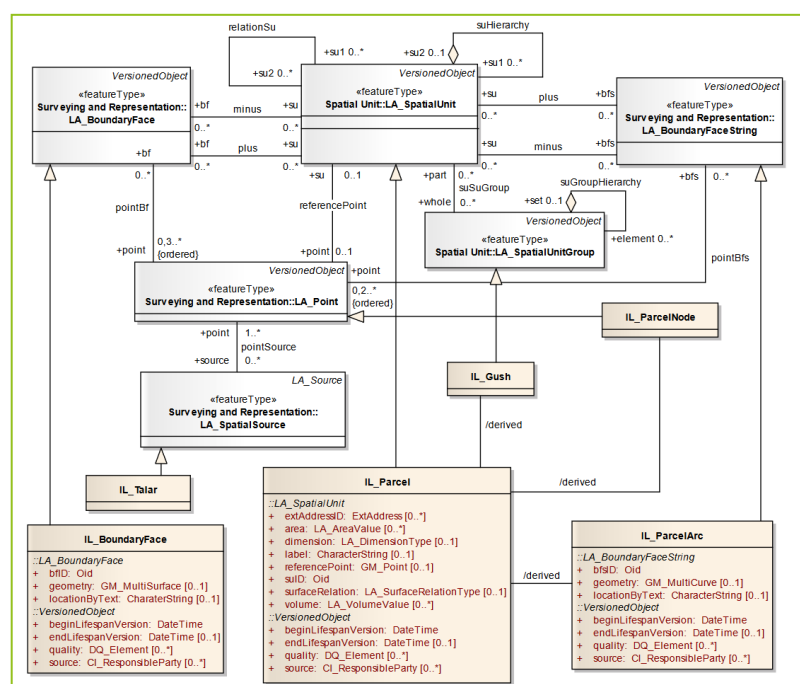 relationSu
suHierarchy
+su1 0..*
+su2 0..1
+su2 0..*
+su1 0..*
VersionedObject
«featureType»
Surveying and Representation::
LA_BoundaryFace
VersionedObject
«featureType»
Spatial Unit::LA_SpatialUnit
VersionedObject
«featureType»
Surveying and Representation::
LA_BoundaryFaceString
+bf
minus
+su
0..*
0..*
+bf
plus
+su
0..*
0..*
+su
plus
+bfs
0..*
0..*
+su
minus
+bfs
0..*
0..*
+bf
0..*
+su
0..1
+part
0..*
suSuGroup
+whole
0..*
+bfs
0..*
suGroupHierarchy
+set 0..1
+element 0..*
pointBf
referencePoint
pointBfs
VersionedObject
«featureType»
Spatial Unit::LA_SpatialUnitGroup
+point
0,3..*
{ordered}
+point
0..1
VersionedObject
«featureType»
Surveying and Representation::LA_Point
+point
0,2..*
{ordered}
IL_ParcelNode
+point
1..*
pointSource
+source
0..*
IL_Gush
LA_Source
«featureType»
Surveying and Representation::
LA_SpatialSource
/derived
/derived
IL_Talar
IL_Parcel
::LA_SpatialUnit
+ extAddressID: ExtAddress [0..*]
+ area: LA_AreaValue [0..*]
+ dimension: LA_DimensionType [0..1]
+ label: CharacterString [0..1]
+ referencePoint: GM_Point [0..1]
+ suID: Oid
+ surfaceRelation: LA_SurfaceRelationType [0..1]
+ volume: LA_VolumeValue [0..*]
::VersionedObject
+ beginLifespanVersion: DateTime
+ endLifespanVersion: DateTime [0..1]
+ quality: DQ_Element [0..*]
+ source: CI_ResponsibleParty [0..*]
/derived
IL_BoundaryFace
::LA_BoundaryFace
+ bfID: Oid
+ geometry: GM_MultiSurface [0..1]
+ locationByText: CharaterString [0..1]
::VersionedObject
+ beginLifespanVersion: DateTime
+ endLifespanVersion: DateTime [0..1]
+ quality: DQ_Element [0..*]
+ source: CI_ResponsibleParty [0..*]
IL_ParcelArc
::LA_BoundaryFaceString
+ bfsID: Oid
+ geometry: GM_MultiCurve [0..1]
+ locationByText: CharacterString [0..1]
::VersionedObject
+ beginLifespanVersion: DateTime
+ endLifespanVersion: DateTime [0..1]
+ quality: DQ_Element [0..*]
+ source: CI_ResponsibleParty [0..*]